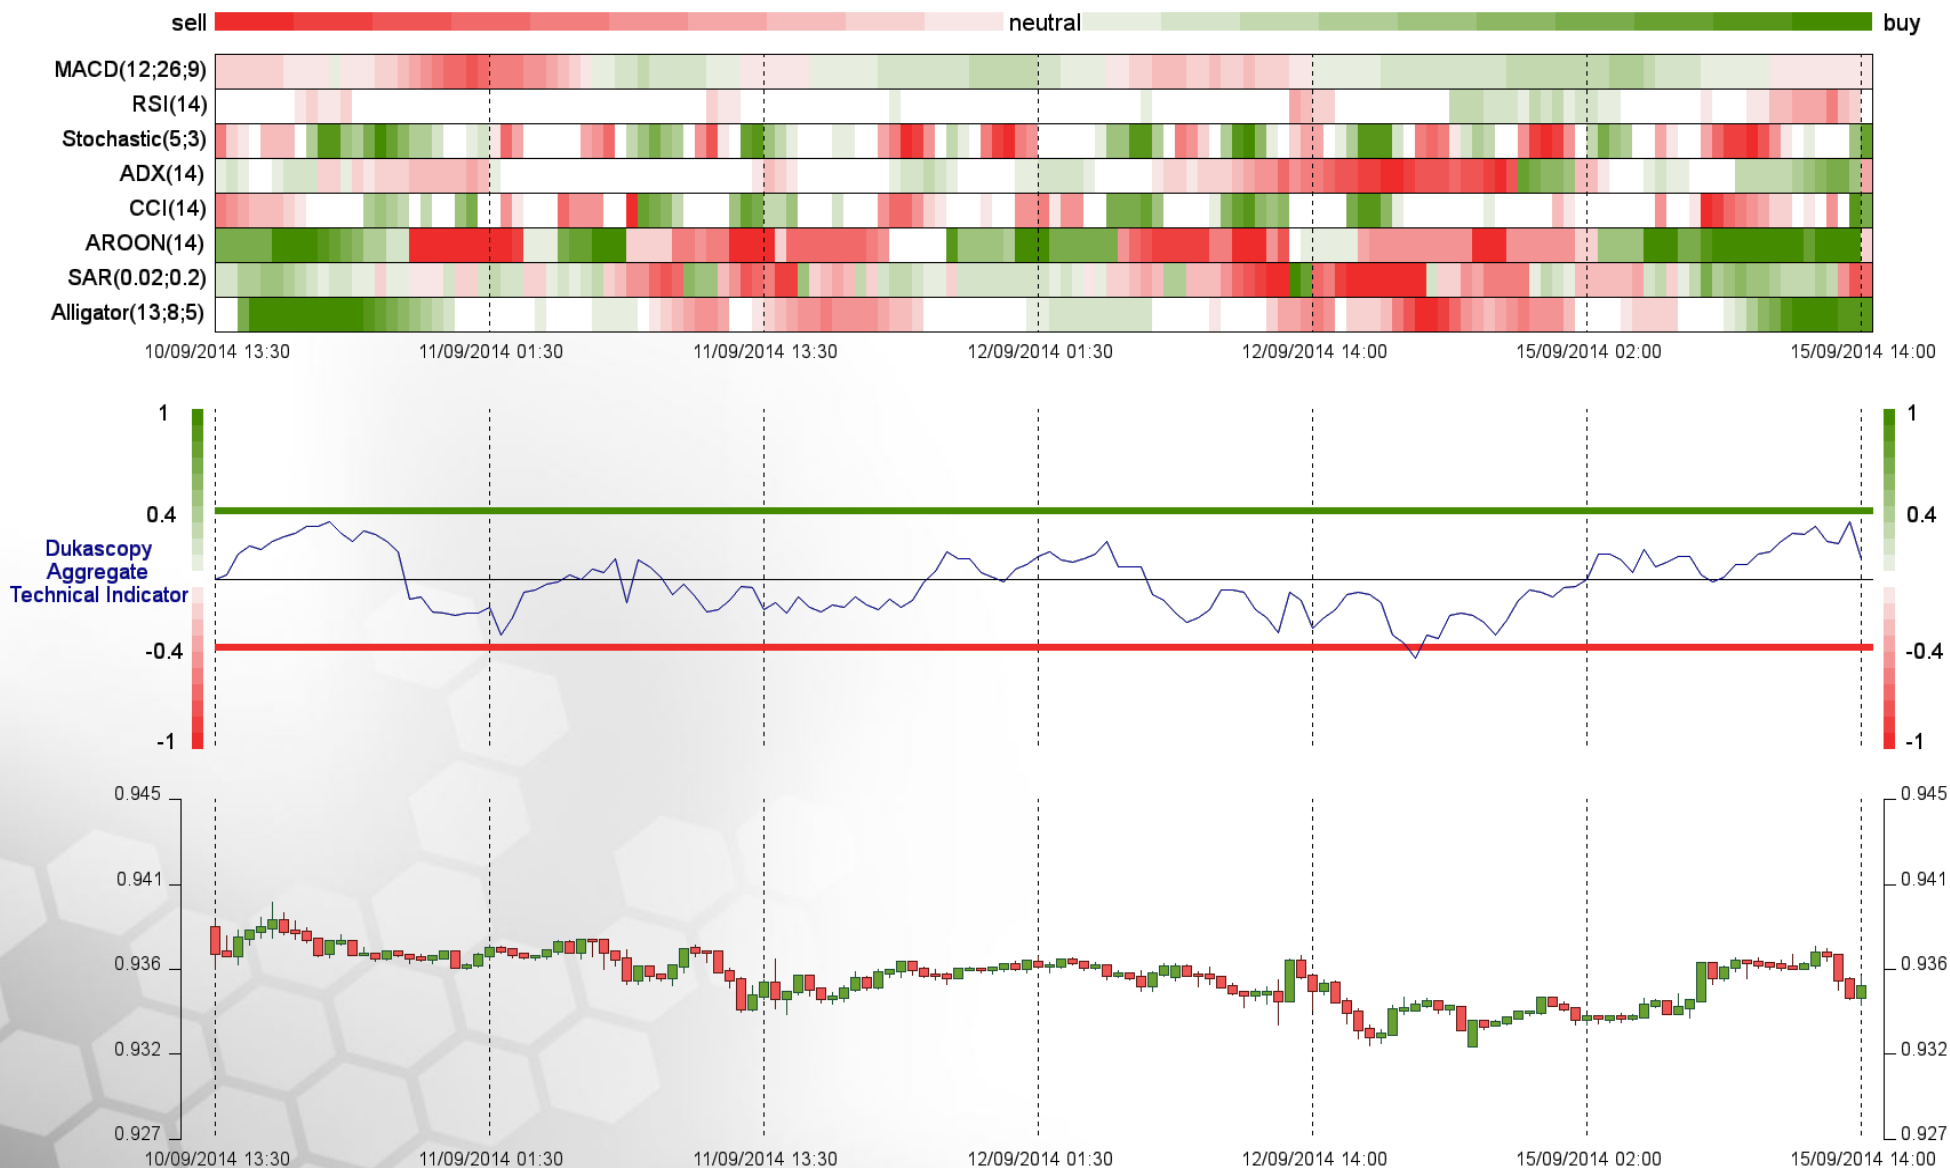 sell neutral buy
MACD(12;26;9)
RSI(14)
Stochastic(5;3)
ADX(14)
CCI(14)
AROON(14)
SAR(0.02;0.2)
Alligator(13;8;5)
10/09/2014 13:30 11/09/2014 01:30 11/09/2014 13:30 12/09/2014 01:30 12/09/2014 14:00 15/09/2014 02:00 15/09/2014 14:00
1 1
0.4 0.4
Dukascopy
Aggregate
Technical Indicator
-0.4 -0.4
-1 -1
0.945 0.945
0.941 0.941
0.936 0.936
0.932 0.932
0.927 0.927
10/09/2014 13:30 11/09/2014 01:30 11/09/2014 13:30 12/09/2014 01:30 12/09/2014 14:00 15/09/2014 02:00 15/09/2014 14:00